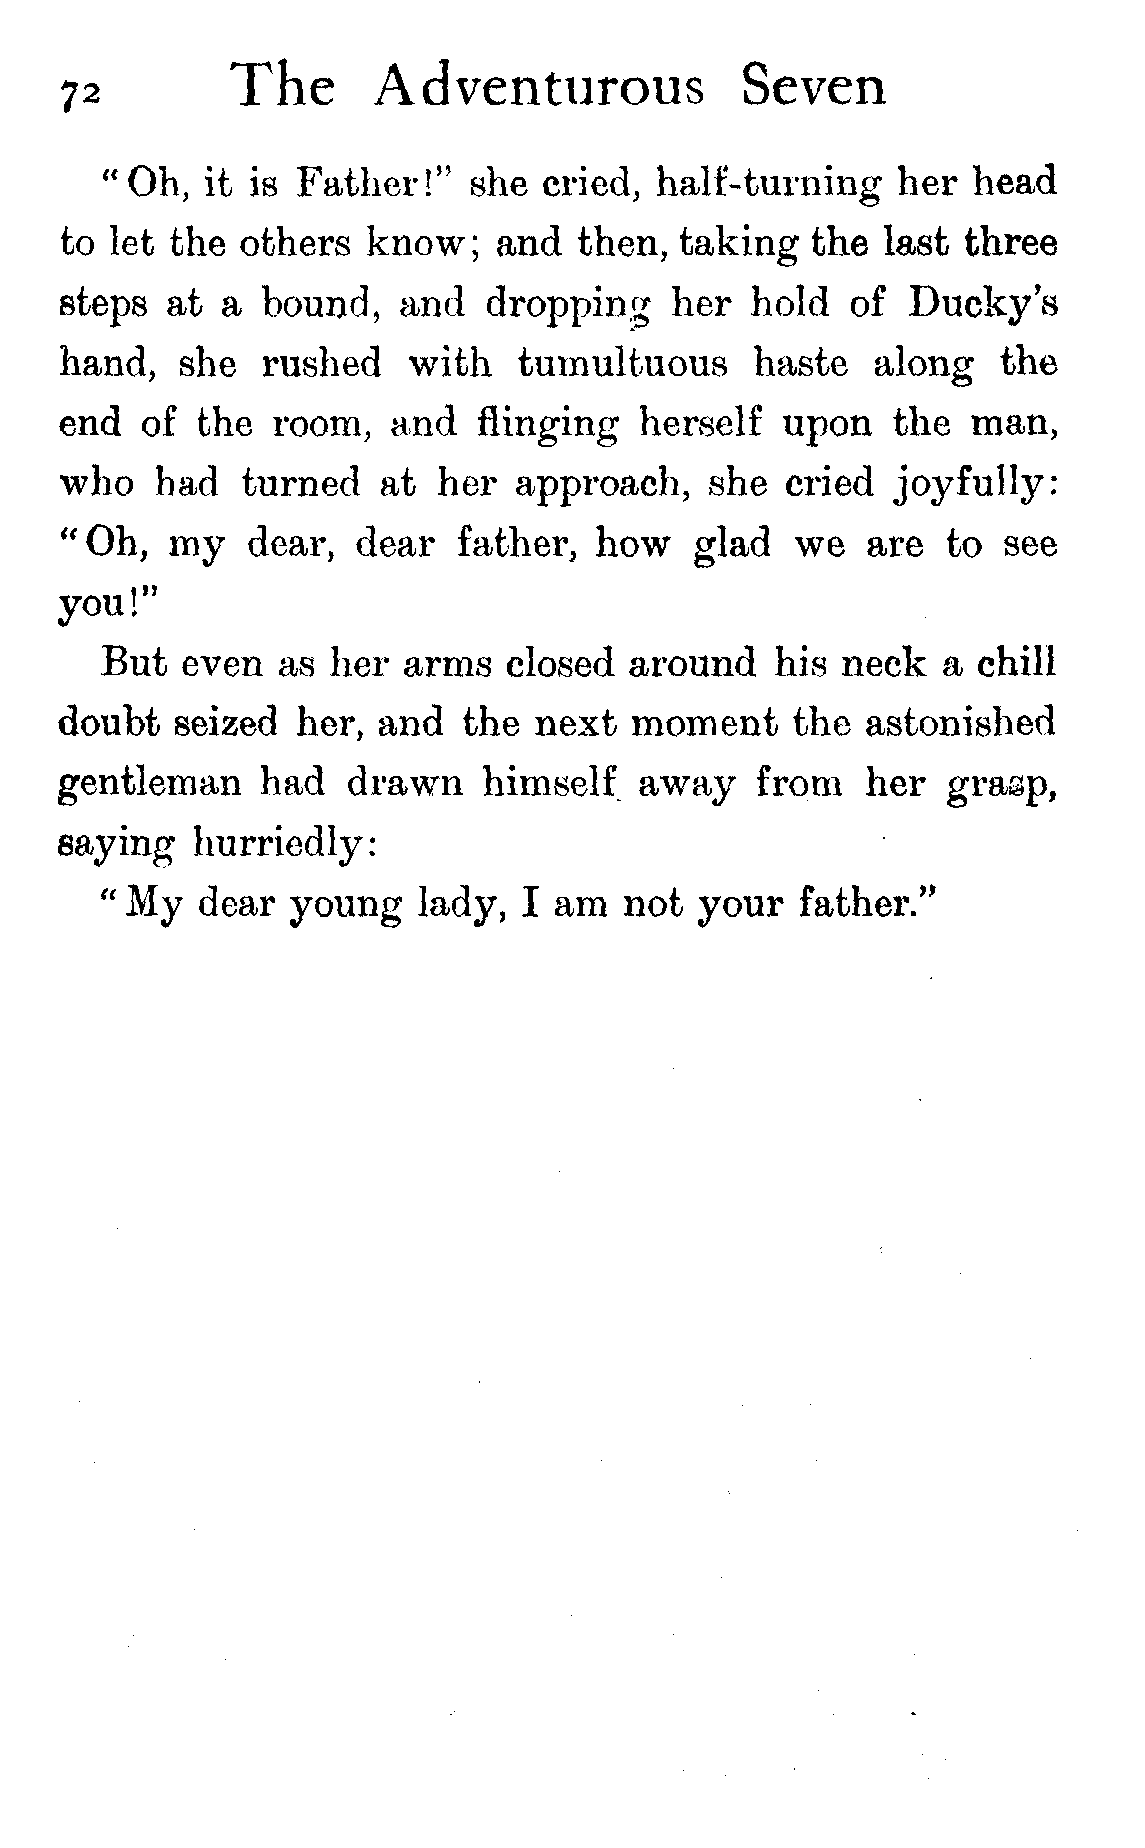 72 The Adventurous Seven
“Oh, it is Father!” she cried, half-turning her head
to let the others know; and then, taking the last three
steps at a bound, and dropping her hold of Ducky's
hand, she rushed with tumultuous haste along the
end of the room, and flinging herself upon the man,
who had turned at her approach, she cried joyfully:
“Oh, my dear, dear father, how glad we are to see
you!”
But even as her arms closed around his neck a chill
doubt seized her, and the next moment the astonished
gentleman had drawn himself away from her grasp,
saying hurriedly:
“My dear young lady, I am not your father.”